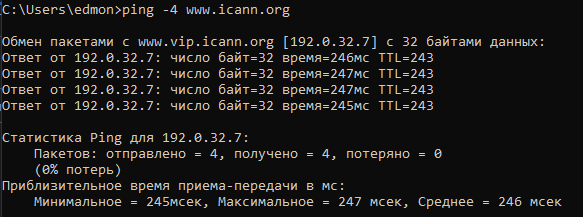 C:\Users\edmon>ping -4 www.icann.org
Обмен пакетами с www.vip.icann.org [192.0.32.7] с 32 байтами данных:
Ответ от 192.0.32.7: число байт=32 время=246мс TTL=243
Ответ от 192.0.32.7: число байт=32 время=247мс TTL=243
Ответ от 192.0.32.7: число байт=32 время=247мс TTL=243
Ответ от 192.0.32.7: число байт=32 время=245мс TTL=243
Статистика Ping для 192.0.32.7:
Пакетов: отправлено = 4, получено = 4, потеряно = 0
(0% потерь)
Приблизительное время приема-передачи в мс:
Минимальное = 245мсек, Максимальное = 247 мсек, Среднее = 246 мсек